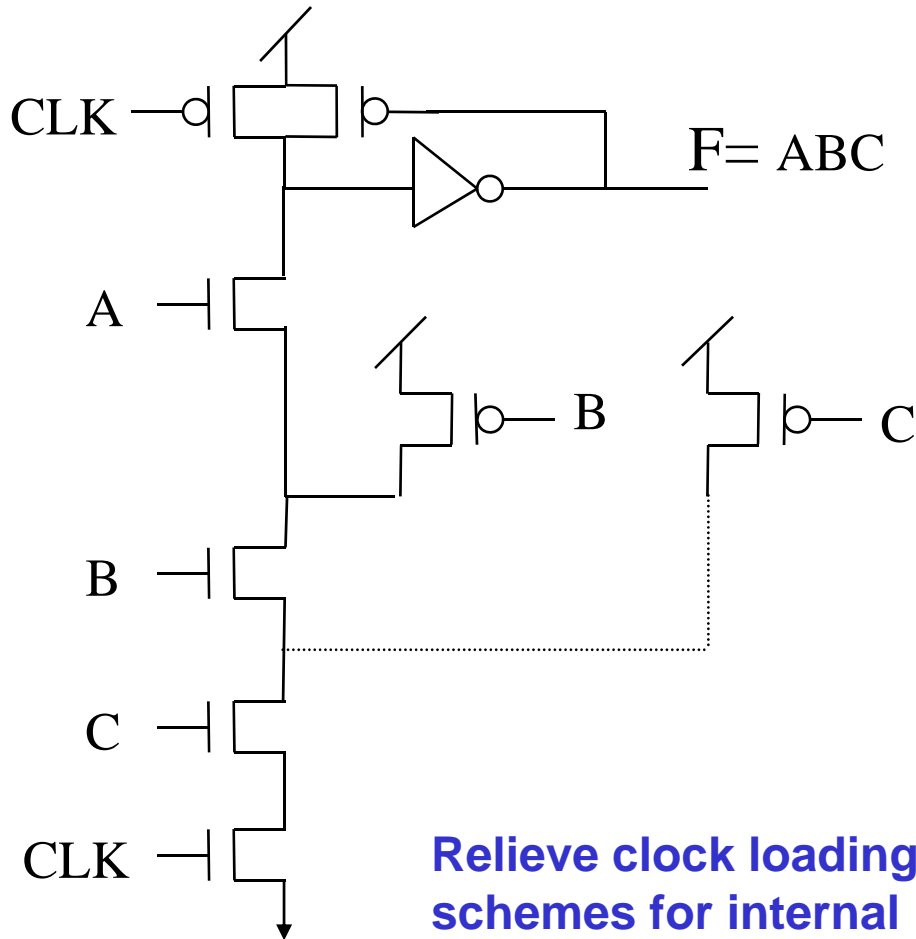 CLK
F= ABC
A
B
C
B
C
CLK
Relieve clock loading
schemes for internal